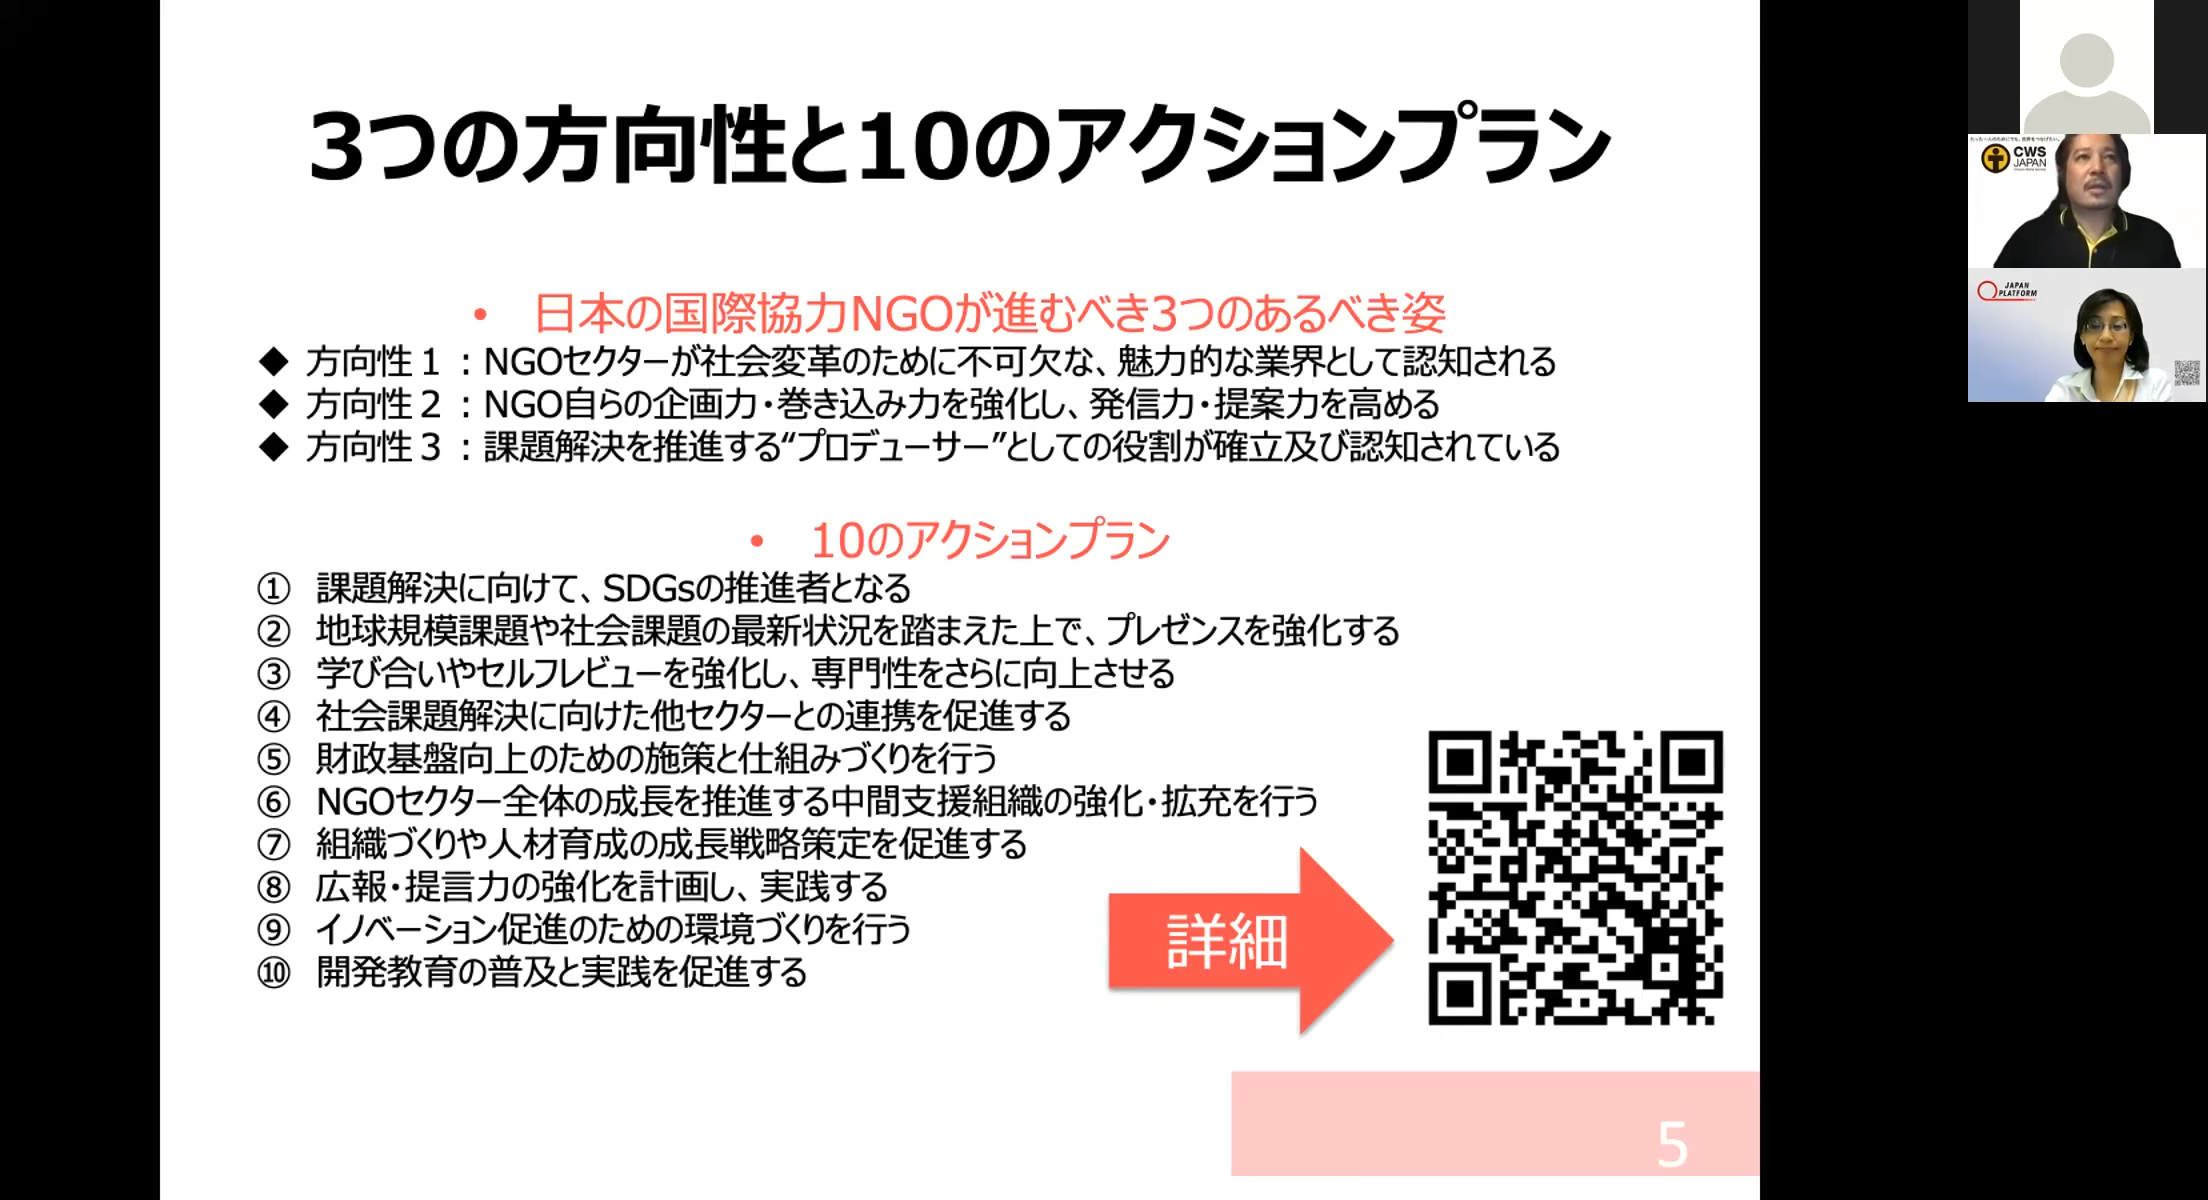 3つの方向性と10のアクションプラン
• 日本の国際協力NGOが進むべき3つのあるべき姿
◆ 方向性１：NGOセクターが社会変革のために不可欠な、魅力的な業界として認知される
◆ 方向性２：NGO自らの企画力・巻き込み力を強化し、発信力・提案力を高める
◆ 方向性３：課題解決を推進する“プロデューサー”としての役割が確立及び認知されている
• 10のアクションプラン
① 課題解決に向けて、SDGsの推進者となる
② 地球規模課題や社会課題の最新状況を踏まえた上で、プレゼンスを強化する
③ 学び合いやセルフレビューを強化し、専門性をさらに向上させる
④ 社会課題解決に向けた他セクターとの連携を促進する
⑤ 財政基盤向上のための施策と仕組みづくりを行う
⑥ NGOセクター全体の成長を推進する中間支援組織の強化・拡充を行う
⑦ 組織づくりや人材育成の成長戦略策定を促進する
⑧ 広報・提言力の強化を計画し、実践する
⑨ イノベーション促進のための環境づくりを行う
⑩ 開発教育の普及と実践を促進する
詳細
5
CWS
JAPAN
JAPAN
PLATFORM